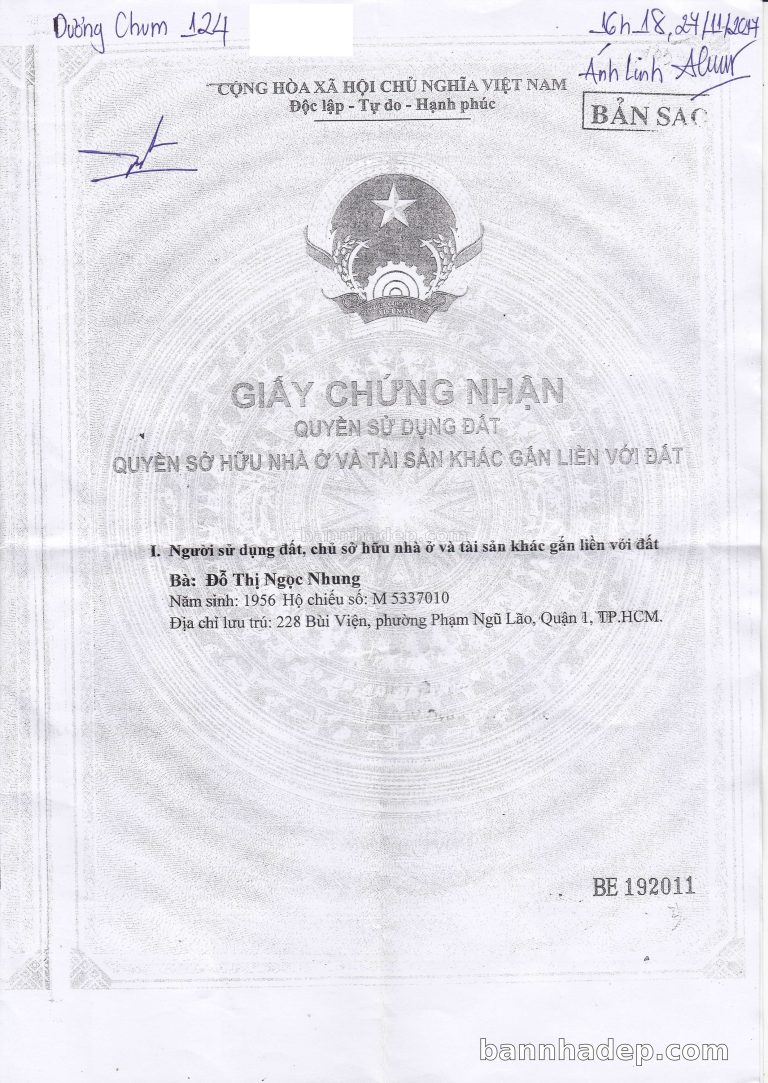 Dương Chum 124
16h18, 27/11/2017
Ánh Linh
CỘNG HÒA XÃ HỘI CHỦ NGHĨA VIỆT NAM
Độc lập - Tự do - Hạnh phúc
BẢN SAO
GIẤY CHỨNG NHẬN
QUYỀN SỬ DỤNG ĐẤT
QUYỀN SỞ HỮU NHÀ Ở VÀ TÀI SẢN KHÁC GẮN LIỀN VỚI ĐẤT
I. Người sử dụng đất, chủ sở hữu nhà ở và tài sản khác gắn liền với đất
Bà: Đỗ Thị Ngọc Nhung
Năm sinh: 1956 Hộ chiếu số: M 5337010
Địa chỉ lưu trú: 228 Bùi Viện, phường Phạm Ngũ Lão, Quận 1, TP.HCM.
BE 192011
bannhadep.com